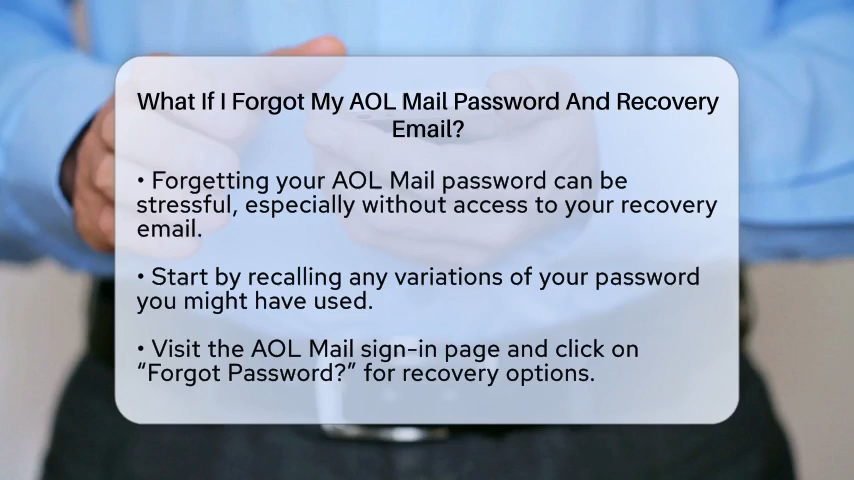 What If I Forgot My AOL Mail Password And Recovery
Email?
• Forgetting your AOL Mail password can be
stressful, especially without access to your recovery
email.
• Start by recalling any variations of your password
you might have used.
• Visit the AOL Mail sign-in page and click on
“Forgot Password?” for recovery options.